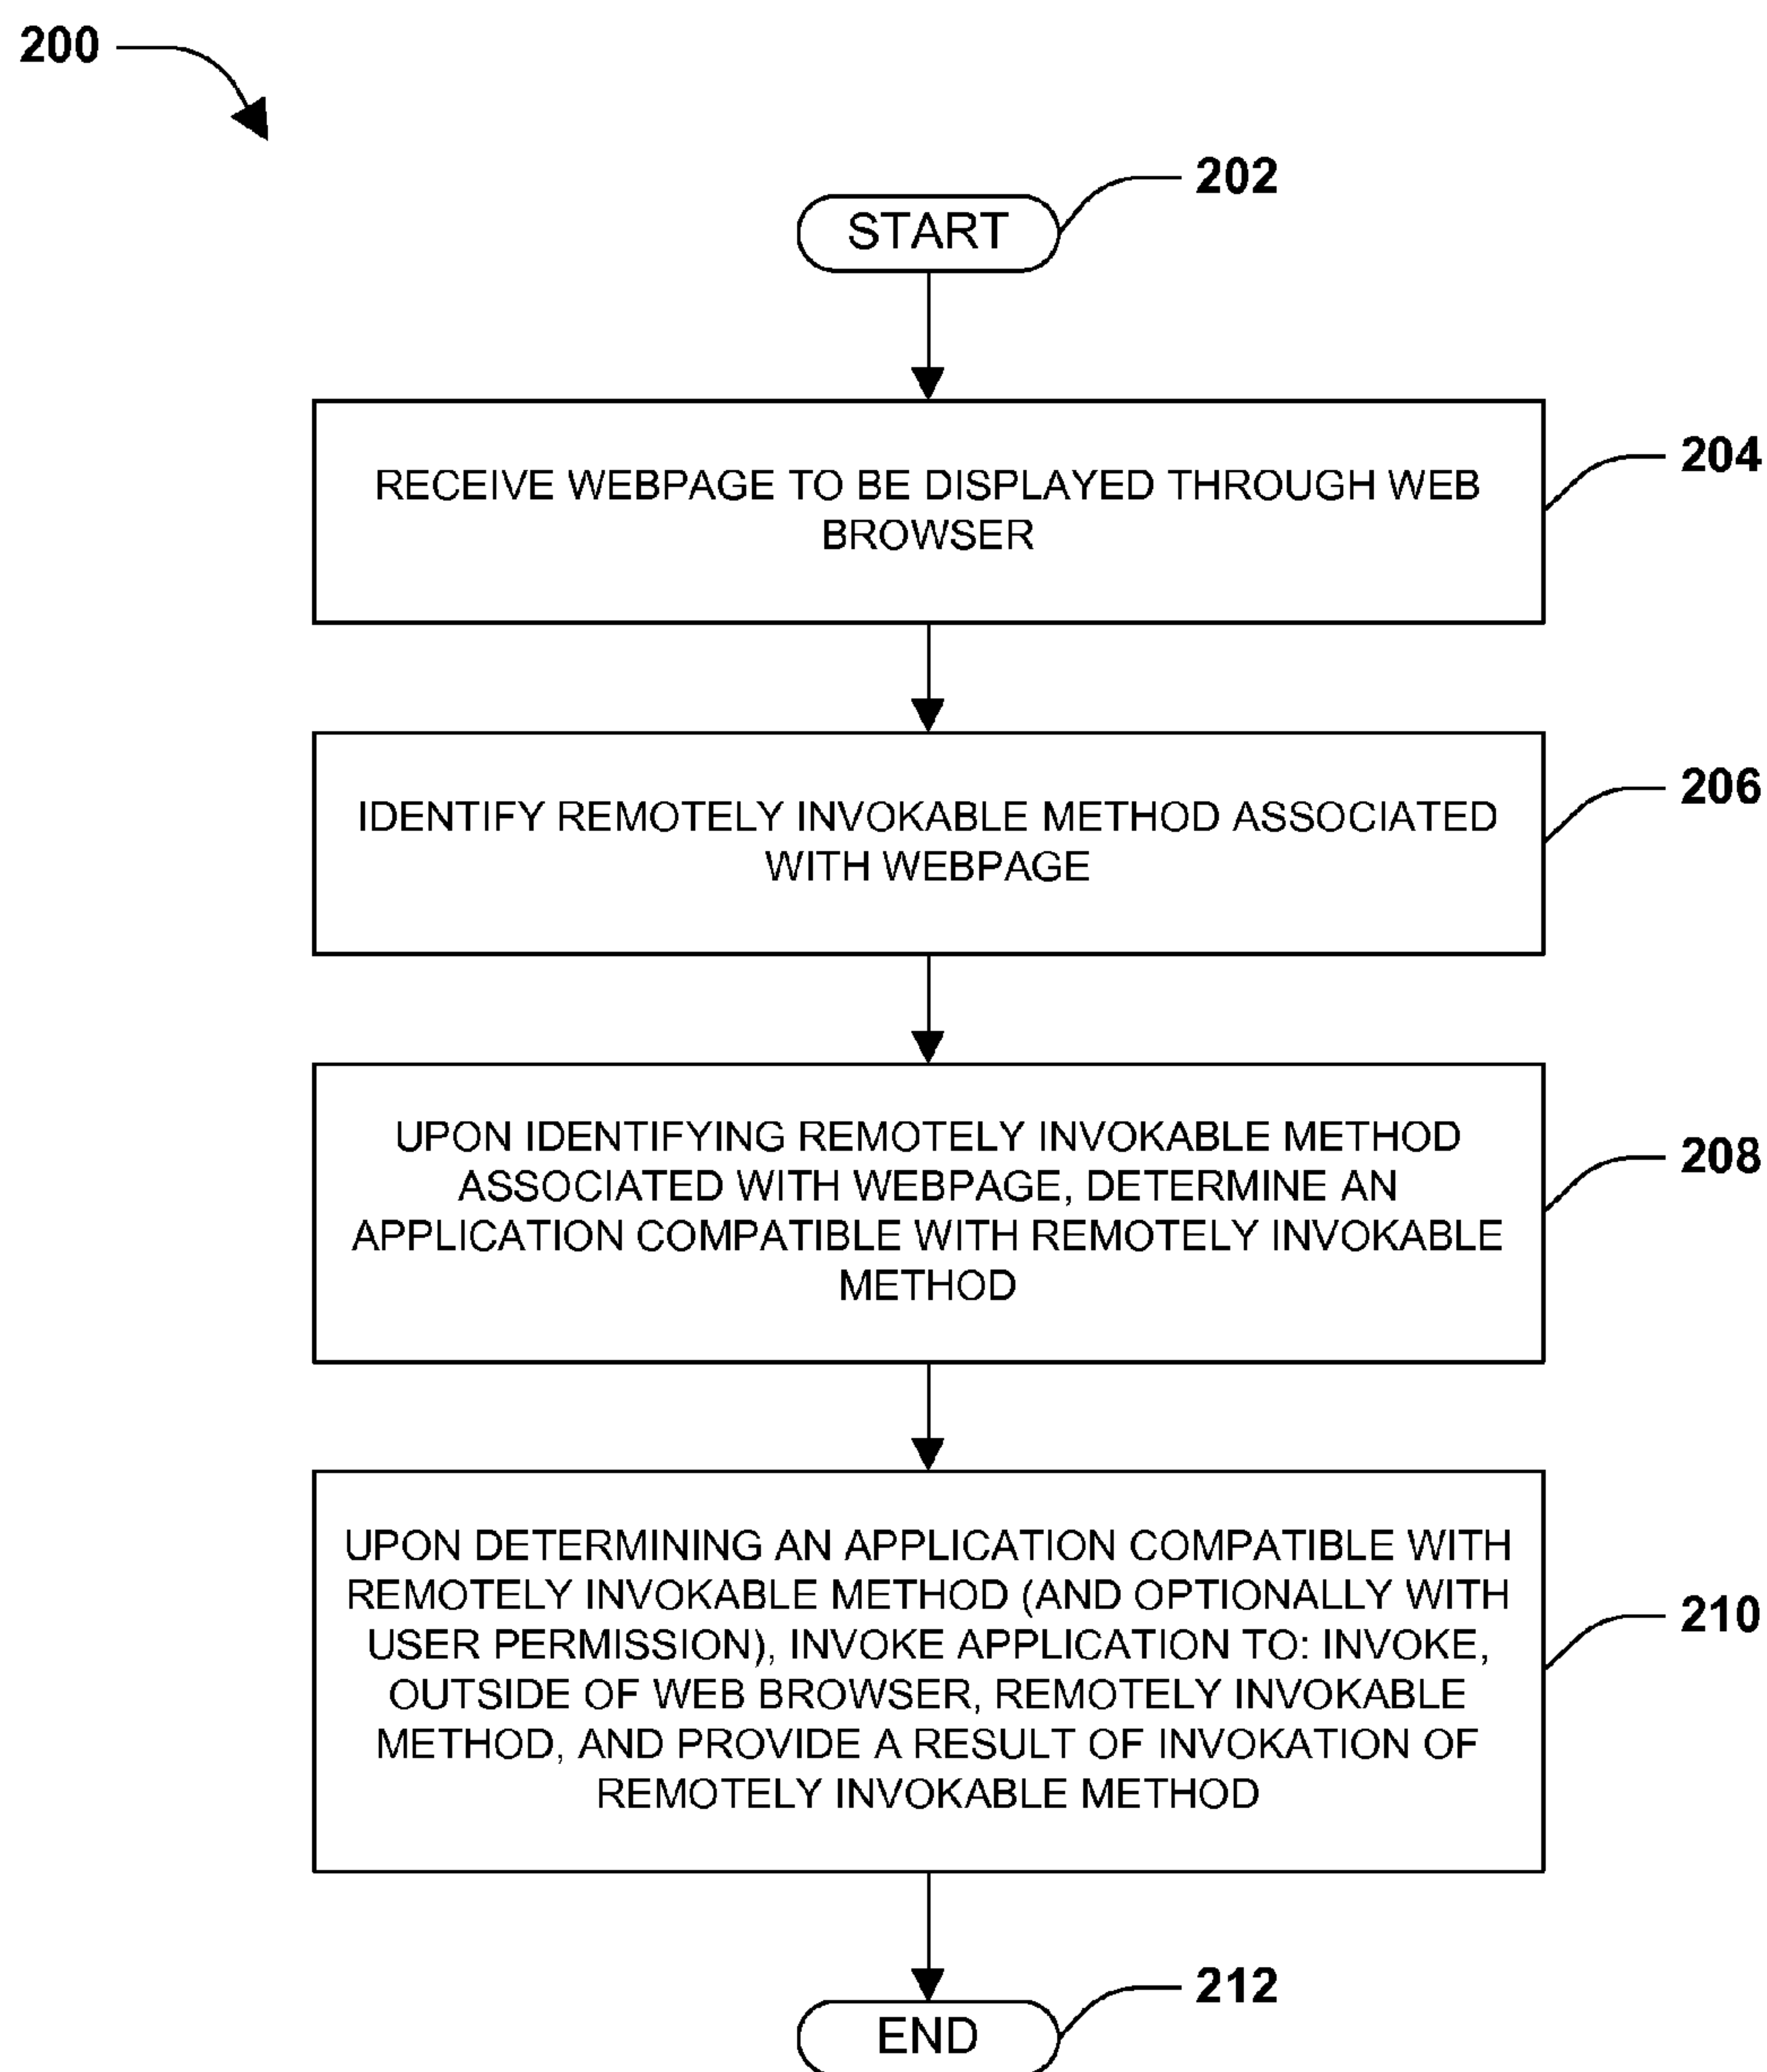 200
202
START
204
RECEIVE WEBPAGE TO BE DISPLAYED THROUGH WEB
BROWSER
206
IDENTIFY REMOTELY INVOKABLE METHOD ASSOCIATED
WITH WEBPAGE
208
UPON IDENTIFYING REMOTELY INVOKABLE METHOD
ASSOCIATED WITH WEBPAGE, DETERMINE AN
APPLICATION COMPATIBLE WITH REMOTELY INVOKABLE
METHOD
210
UPON DETERMINING AN APPLICATION COMPATIBLE WITH
REMOTELY INVOKABLE METHOD (AND OPTIONALLY WITH
USER PERMISSION), INVOKE APPLICATION TO: INVOKE,
OUTSIDE OF WEB BROWSER, REMOTELY INVOKABLE
METHOD, AND PROVIDE A RESULT OF INVOKATION OF
REMOTELY INVOKABLE METHOD
212
END